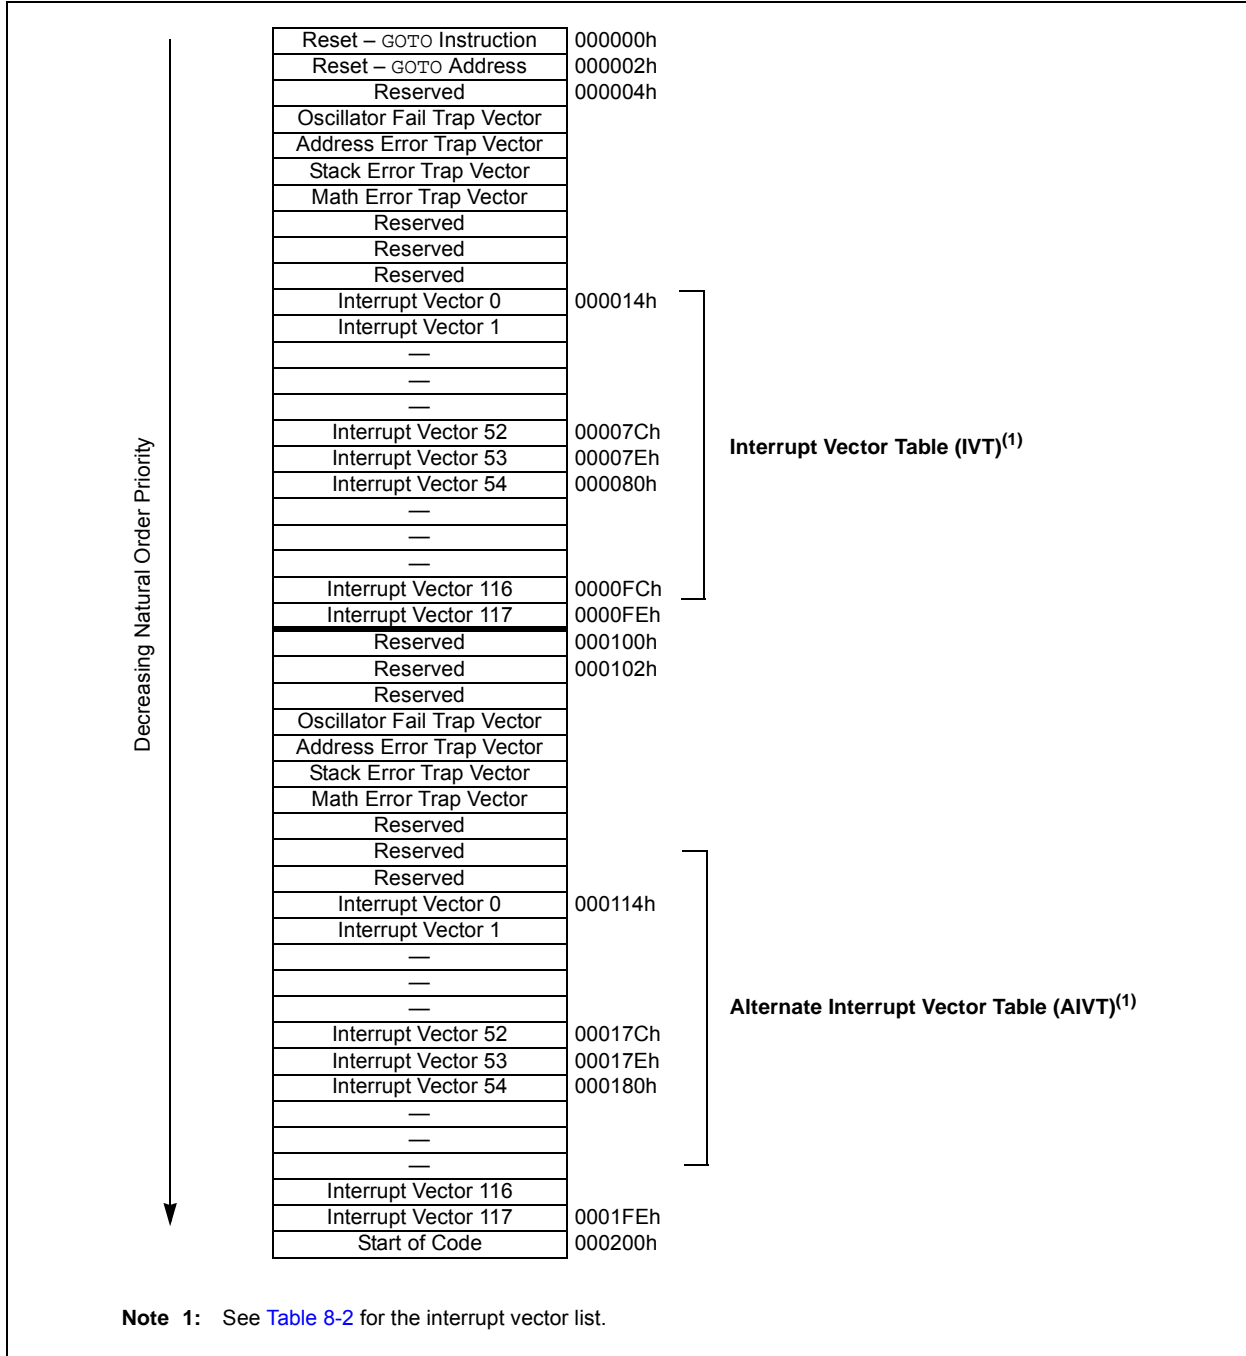 Reset – GOTO Instruction 000000h
Reset – GOTO Address 000002h
Reserved 000004h
Oscillator Fail Trap Vector
Address Error Trap Vector
Stack Error Trap Vector
Math Error Trap Vector
Reserved
Reserved
Reserved
Interrupt Vector 0 000014h
Interrupt Vector 1
—
—
—
Interrupt Vector 52 00007Ch
Interrupt Vector 53 00007Eh
Interrupt Vector 54 000080h
—
—
—
Interrupt Vector 116 0000FCh
Interrupt Vector 117 0000FEh
Interrupt Vector Table (IVT)(1)
Decreasing Natural Order Priority
Reserved 000100h
Reserved 000102h
Reserved
Oscillator Fail Trap Vector
Address Error Trap Vector
Stack Error Trap Vector
Math Error Trap Vector
Reserved
Reserved
Reserved
Interrupt Vector 0 000114h
Interrupt Vector 1
—
—
—
Interrupt Vector 52 00017Ch
Interrupt Vector 53 00017Eh
Interrupt Vector 54 000180h
—
—
—
Interrupt Vector 116
Interrupt Vector 117 0001FEh
Start of Code 000200h
Alternate Interrupt Vector Table (AIVT)(1)
Note 1: See Table 8-2 for the interrupt vector list.